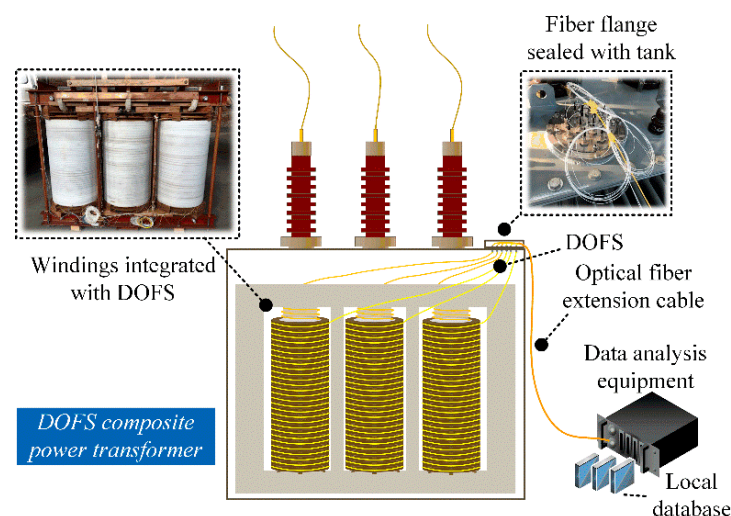 Fiber flange
sealed with tank
Windings integrated
with DOFS
DOFS
Optical fiber
extension cable
Data analysis
equipment
DOFS composite
power transformer
Local
database